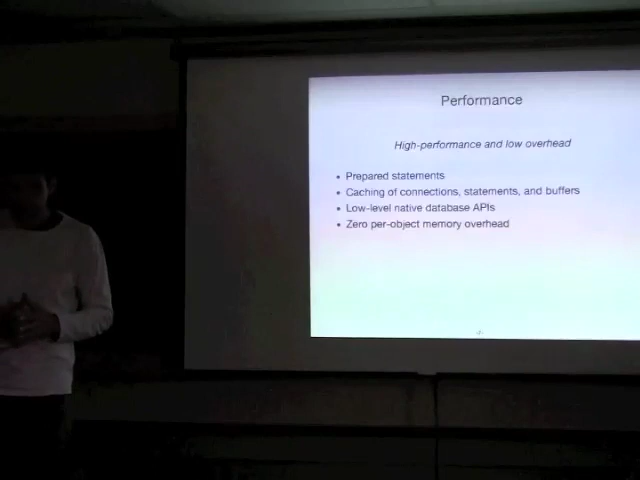 Performance
High-performance and low overhead
• Prepared statements
• Caching of connections, statements, and buffers
• Low-level native database APIs
• Zero per-object memory overhead